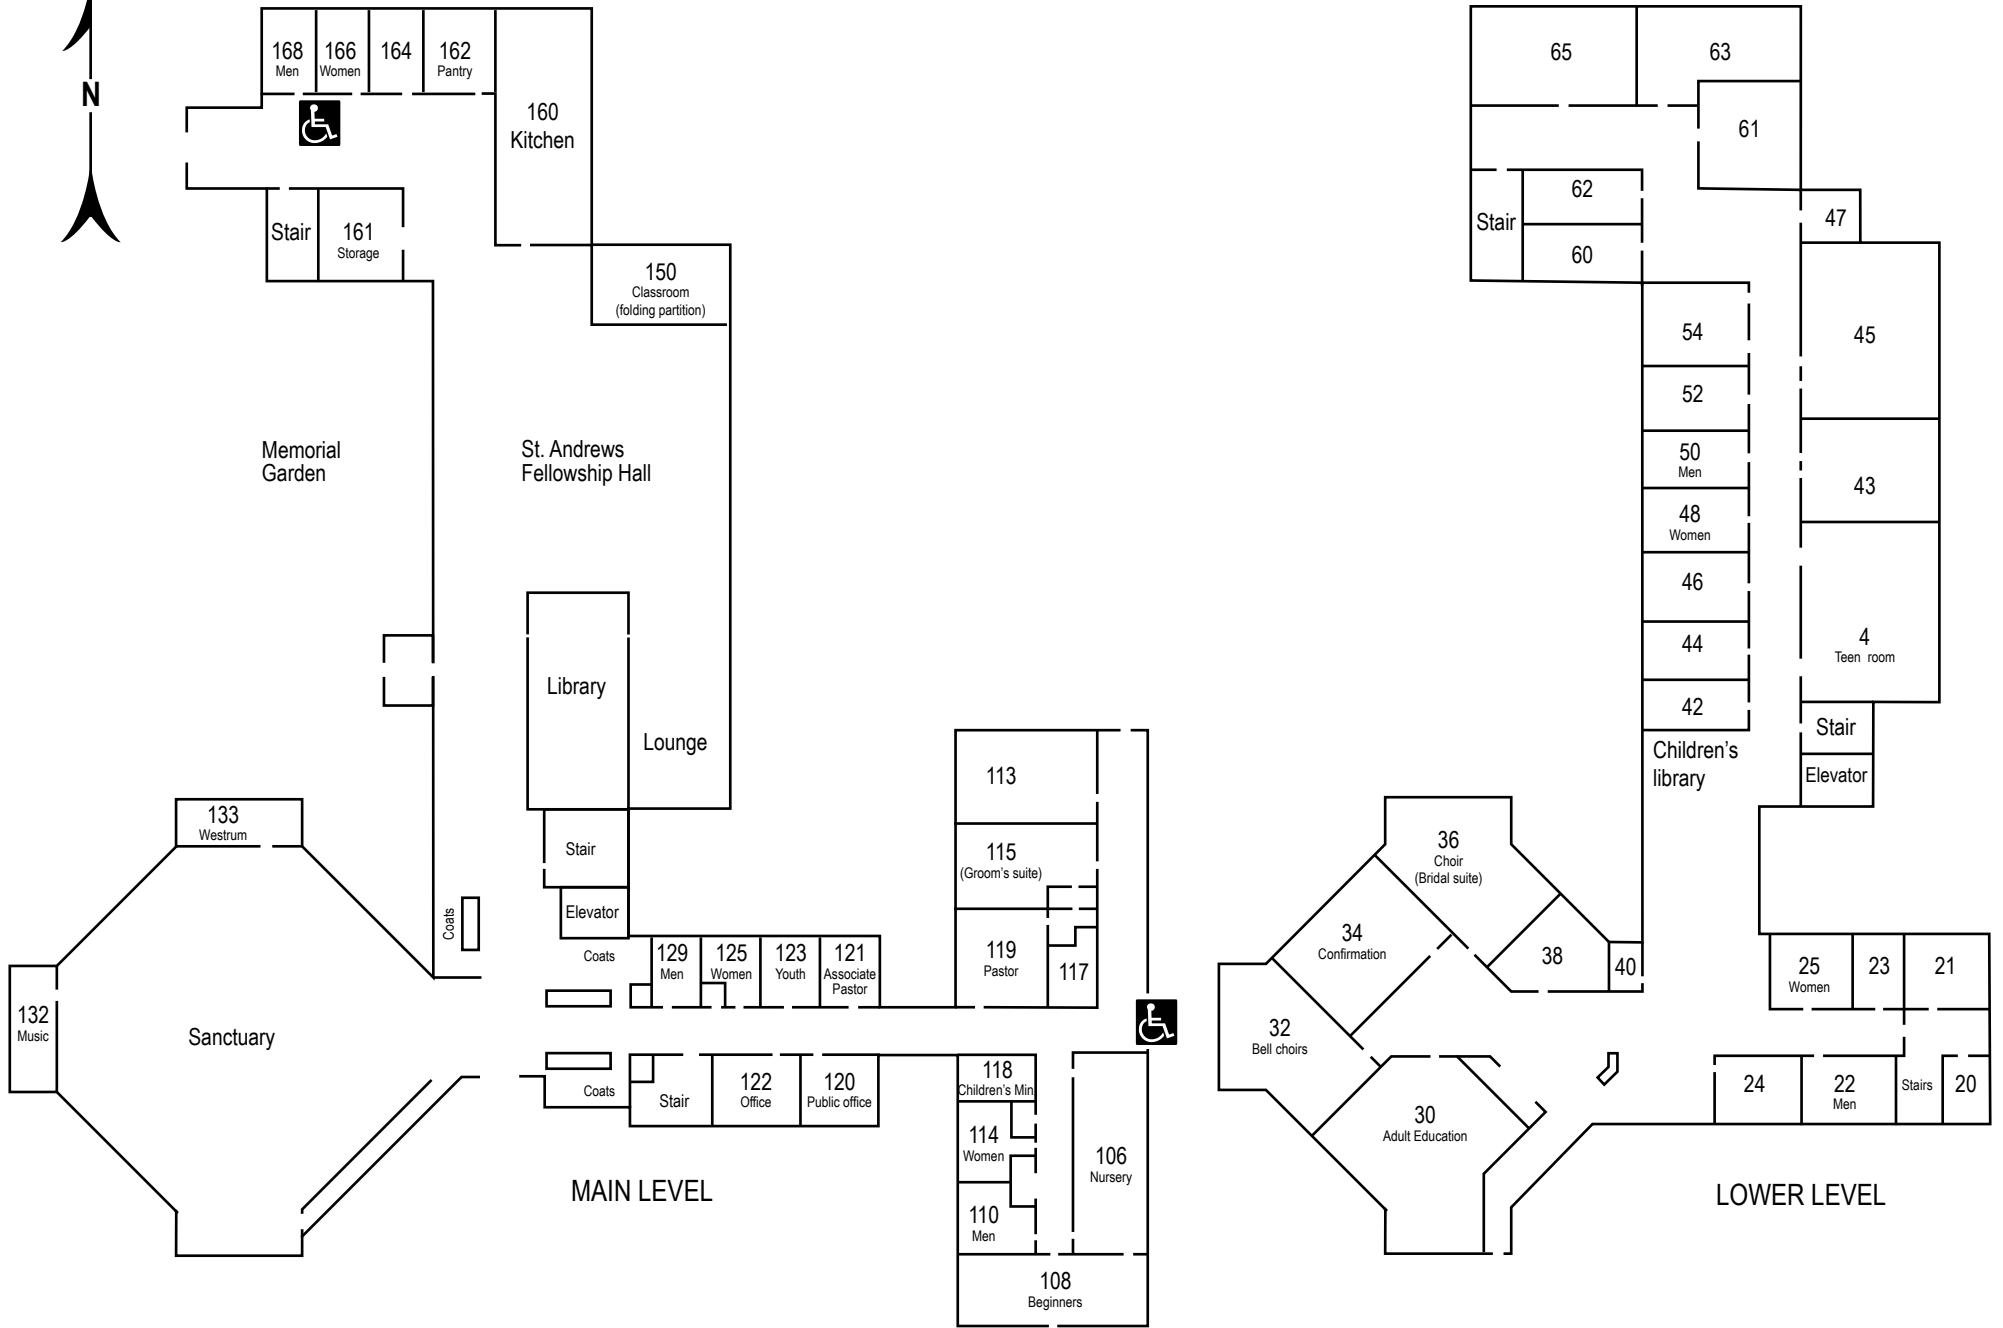 N
168
Men
166
Women
164
162
Pantry
160
Kitchen
Stair
161
Storage
150
Classroom
(folding partition)
Memorial
Garden
St. Andrews
Fellowship Hall
Library
Lounge
133
Westrum
Stair
Elevator
Coats
Coats
129
Men
125
Women
123
Youth
121
Associate
Pastor
113
115
(Groom's suite)
119
Pastor
117
132
Music
Sanctuary
Coats
Stair
122
Office
120
Public office
118
Children's Min
114
Women
110
Men
106
Nursery
108
Beginners
MAIN LEVEL
65
63
61
62
Stair
60
47
54
45
52
50
Men
48
Women
43
46
44
4
Teen room
42
Children's
library
Stair
Elevator
36
Choir
(Bridal suite)
34
Confirmation
38
40
32
Bell choirs
30
Adult Education
25
Women
23
21
24
22
Men
Stairs
20
LOWER LEVEL